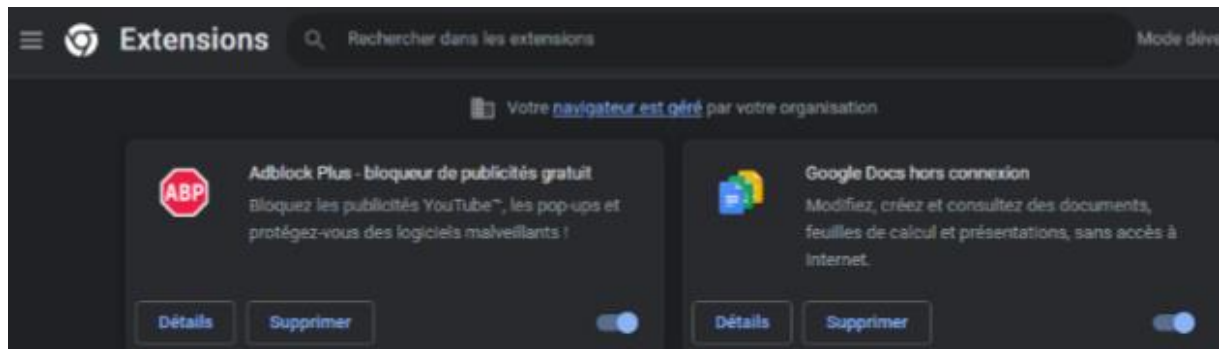 Extensions
Rechercher dans les extensions
Mode déve
Votre navigateur est géré par votre organisation
ABP
Adblock Plus - bloqueur de publicités gratuit
Bloquez les publicités YouTube™, les pop-ups et
protégez-vous des logiciels malveillants !
Détails
Supprimer
Google Docs hors connexion
Modifiez, créez et consultez des documents,
feuilles de calcul et présentations, sans accès à
Internet.
Détails
Supprimer